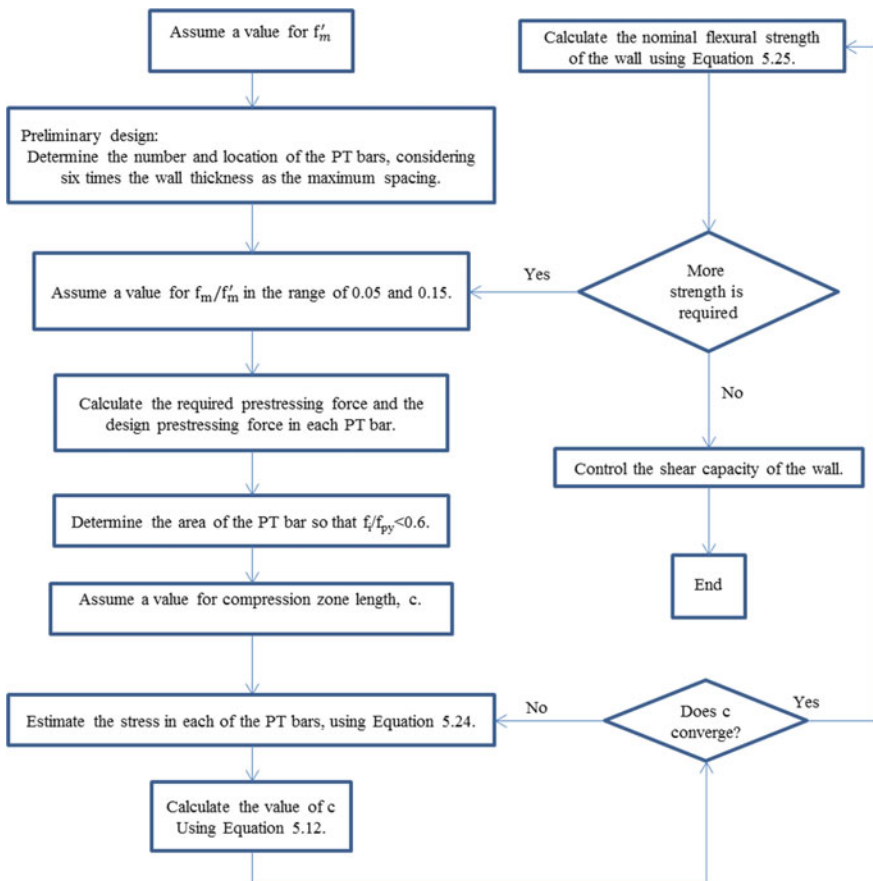 Assume a value for f′ₘ
Preliminary design:
Determine the number and location of the PT bars, considering
six times the wall thickness as the maximum spacing.
Assume a value for fₘ/f′ₘ in the range of 0.05 and 0.15.
Calculate the required prestressing force and the
design prestressing force in each PT bar.
Determine the area of the PT bar so that fᵢ/fₚᵧ<0.6.
Assume a value for compression zone length, c.
Estimate the stress in each of the PT bars, using Equation 5.24.
Calculate the value of c
Using Equation 5.12.
Does c
converge?
No
Yes
Calculate the nominal flexural strength
of the wall using Equation 5.25.
More
strength is
required
Yes
No
Control the shear capacity of the wall.
End